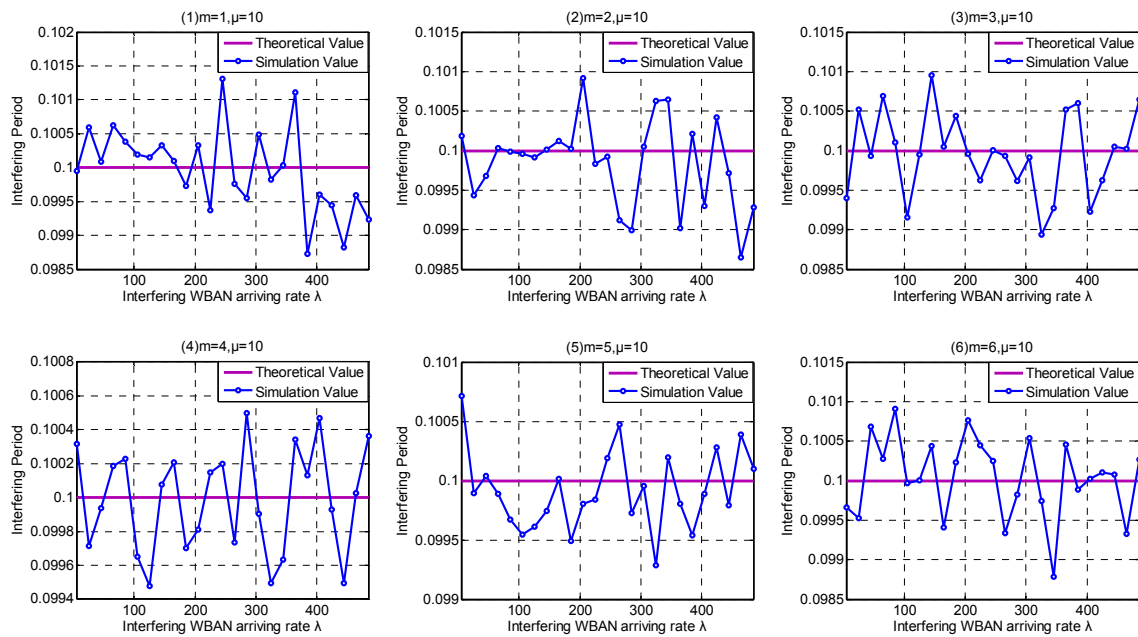 (1)m=1,μ=10
0.102
0.1015
0.101
0.1005
0.1
0.0995
0.099
0.0985
Interfering Period
Theoretical Value
Simulation Value
100 200 300 400
Interfering WBAN arriving rate λ
(2)m=2,μ=10
0.1015
0.101
0.1005
0.1
0.0995
0.099
0.0985
Interfering Period
Theoretical Value
Simulation Value
100 200 300 400
Interfering WBAN arriving rate λ
(3)m=3,μ=10
0.1015
0.101
0.1005
0.1
0.0995
0.099
0.0985
Interfering Period
Theoretical Value
Simulation Value
100 200 300 400
Interfering WBAN arriving rate λ
(4)m=4,μ=10
0.1008
0.1006
0.1004
0.1002
0.1
0.0998
0.0996
0.0994
Interfering Period
Theoretical Value
Simulation Value
100 200 300 400
Interfering WBAN arriving rate λ
(5)m=5,μ=10
0.101
0.1005
0.1
0.0995
0.099
Interfering Period
Theoretical Value
Simulation Value
100 200 300 400
Interfering WBAN arriving rate λ
(6)m=6,μ=10
0.1015
0.101
0.1005
0.1
0.0995
0.099
0.0985
Interfering Period
Theoretical Value
Simulation Value
100 200 300 400
Interfering WBAN arriving rate λ